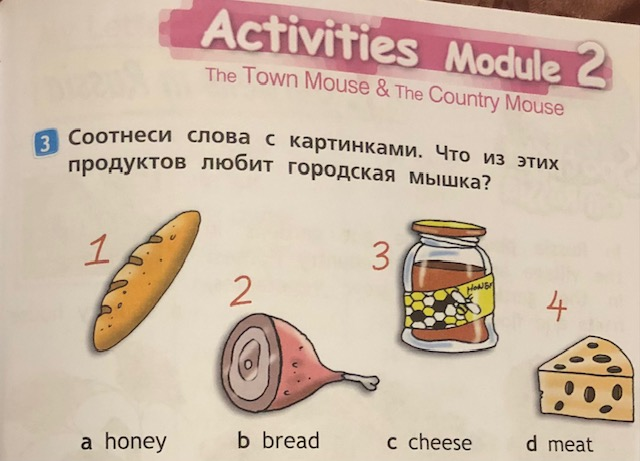 Activities Module 2
The Town Mouse & The Country Mouse
3 Соотнеси слова с картинками. Что из этих
продуктов любит городская мышка?
1
2
3
HONEY
4
a honey b bread c cheese d meat